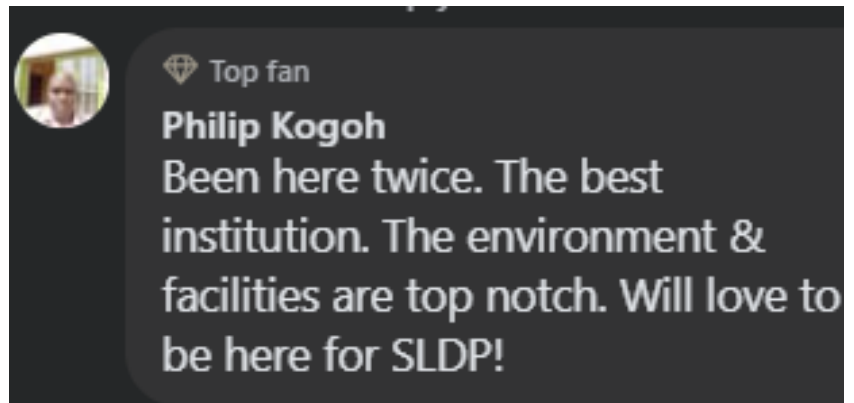 Top fan
Philip Kogoh
Been here twice. The best
institution. The environment &
facilities are top notch. Will love to
be here for SLDP!